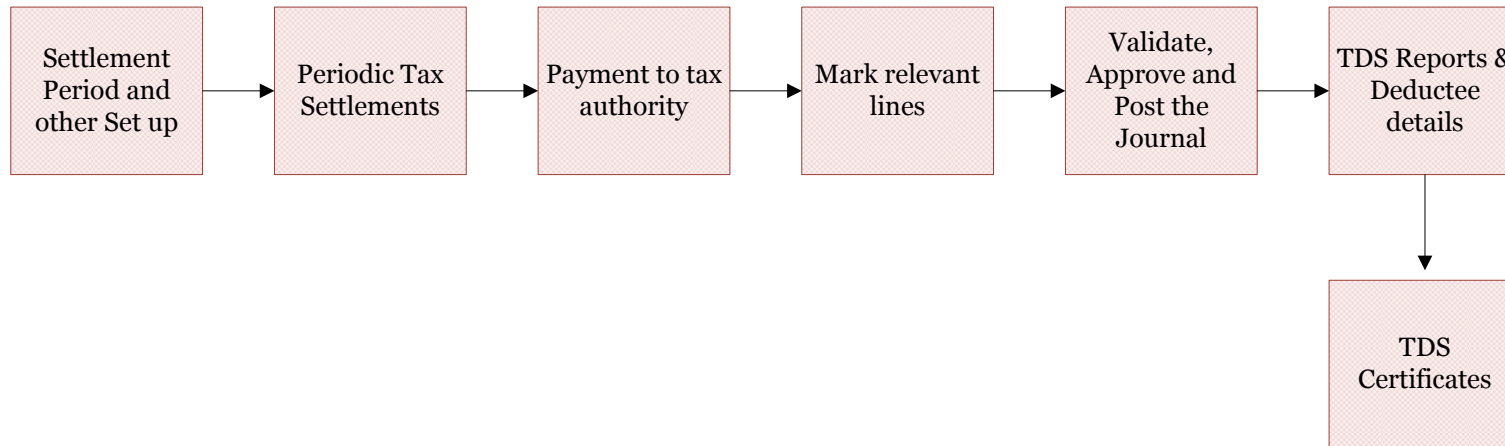 Settlement
Period and
other Set up
Periodic Tax
Settlements
Payment to tax
authority
Mark relevant
lines
Validate,
Approve and
Post the
Journal
TDS Reports &
Deductee
details
TDS
Certificates